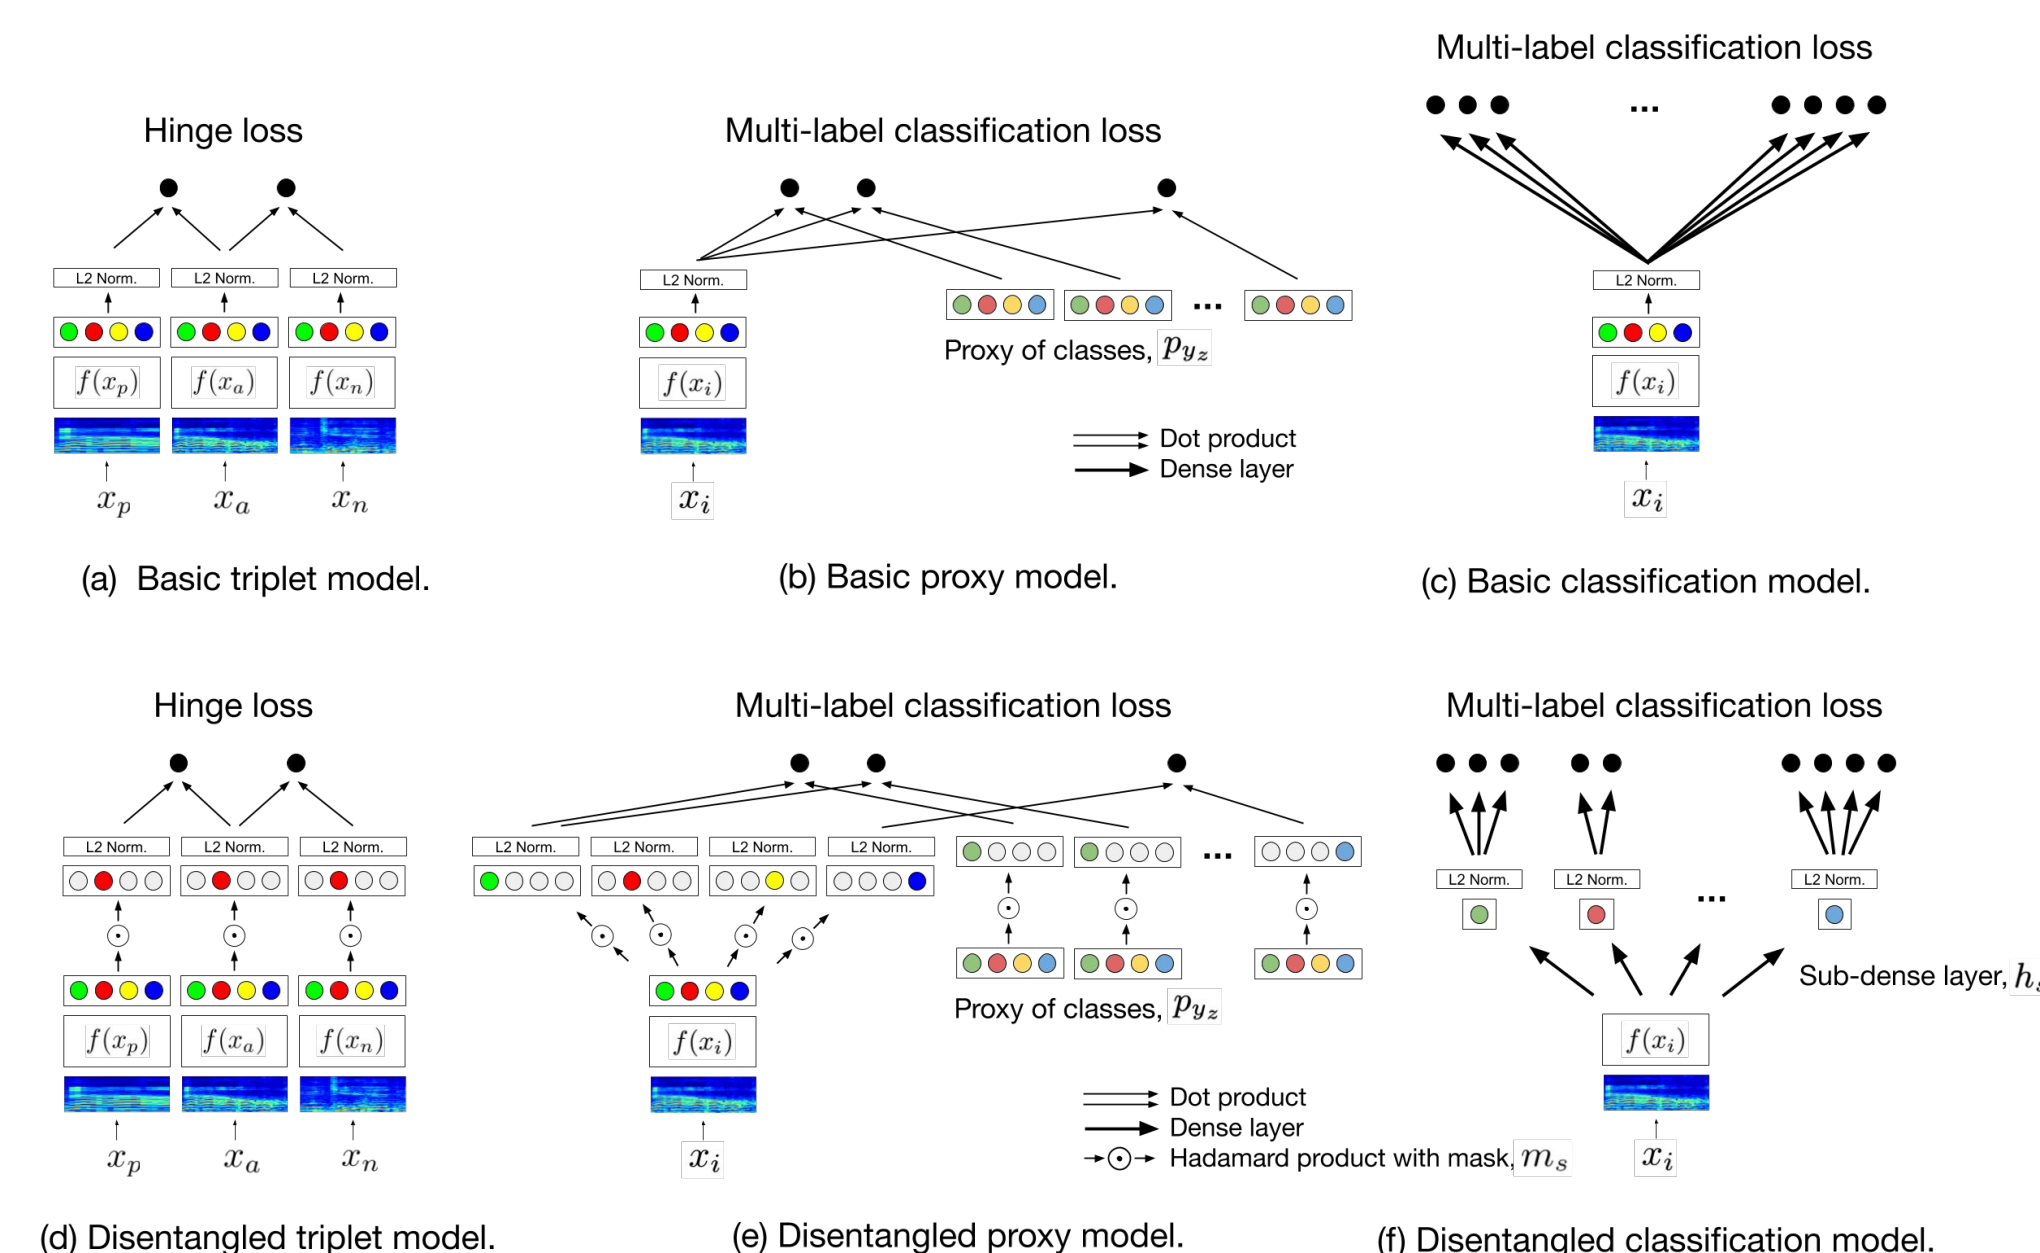 Hinge loss
L2 Norm. L2 Norm. L2 Norm.
f(x_p) f(x_a) f(x_n)
x_p x_a x_n
(a) Basic triplet model.
Multi-label classification loss
L2 Norm.
f(x_i)
x_i
Proxy of classes, p_{y_z}
Dot product
Dense layer
(b) Basic proxy model.
Multi-label classification loss
...
L2 Norm.
f(x_i)
x_i
(c) Basic classification model.
Hinge loss
L2 Norm. L2 Norm. L2 Norm.
f(x_p) f(x_a) f(x_n)
x_p x_a x_n
(d) Disentangled triplet model.
Multi-label classification loss
L2 Norm. L2 Norm. L2 Norm. L2 Norm.
...
f(x_i)
x_i
Proxy of classes, p_{y_z}
Dot product
Dense layer
Hadamard product with mask, m_s
(e) Disentangled proxy model.
Multi-label classification loss
L2 Norm. L2 Norm. L2 Norm.
...
Sub-dense layer, h_s
f(x_i)
x_i
(f) Disentangled classification model.